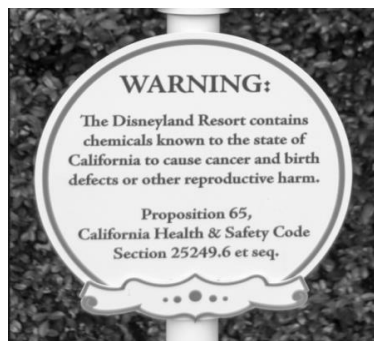 WARNING:
The Disneyland Resort contains
chemicals known to the state of
California to cause cancer and birth
defects or other reproductive harm.
Proposition 65,
California Health & Safety Code
Section 25249.6 et seq.